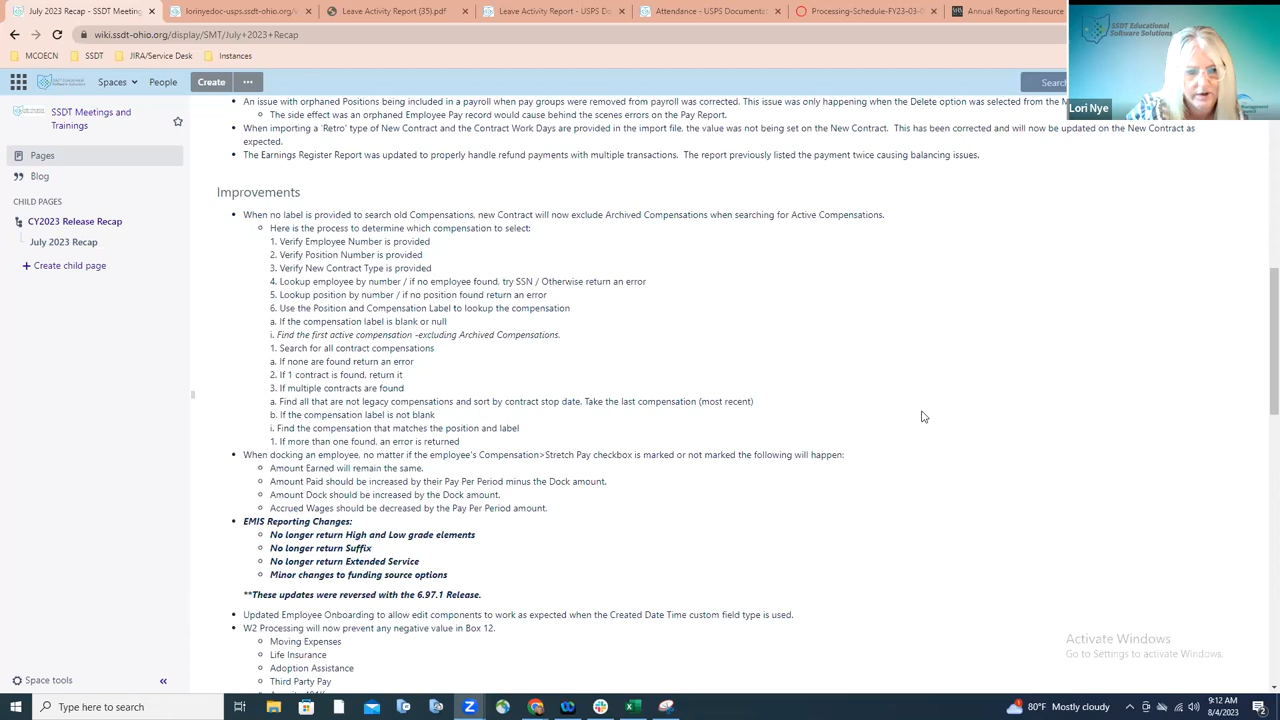 July 2023 Recap - SSDT Meeting
lorinyedoc-usps.ssdt-ohio.org/n
Leave Activity Report (35).pdf
Leave Activity Report - USPS Do
Attendance - USPS Documentati
Processing-Schedule-FY23-03-0
Annual Reporting Resource
wiki.ssdt-ohio.org/display/SMT/July+2023+Recap
MCOECN
SSDT
JIRA/Service Desk
Instances
SSDT Educational
Software Solutions
Spaces
People
Create
•••
Search
Lori Nye
Management
Council
SSDT Meetings and
Trainings
Pages
Blog
CHILD PAGES
CY2023 Release Recap
July 2023 Recap
+ Create child page
An issue with orphaned Positions being included in a payroll when pay groups were removed from payroll was corrected. This issue was only happening when the Delete option was selected from the
The side effect was an orphaned Employee Pay record would cause behind the scenes errors on the Pay Report.
When importing a 'Retro' type of New Contract and the Contract Work Days are provided in the import file, the value was not being set on the New Contract. This has been corrected and will now be updated on the New Contract as
expected.
The Earnings Register Report was updated to properly handle refund payments with multiple transactions. The report previously listed the payment twice causing balancing issues.
Improvements
When no label is provided to search old Compensations, new Contract will now exclude Archived Compensations when searching for Active Compensations.
Here is the process to determine which compensation to select:
1. Verify Employee Number is provided
2. Verify Position Number is provided
3. Verify New Contract Type is provided
4. Lookup employee by number / if no employee found, try SSN / Otherwise return an error
5. Lookup position by number / if no position found return an error
6. Use the Position and Compensation Label to lookup the compensation
a. If the compensation label is blank or null
i. Find the first active compensation -excluding Archived Compensations.
1. Search for all contract compensations
a. If none are found return an error
2. If 1 contract is found, return it
3. If multiple contracts are found
a. Find all that are not legacy compensations and sort by contract stop date. Take the last compensation (most recent)
b. If the compensation label is not blank
i. Find the compensation that matches the position and label
1. If more than one found, an error is returned
When docking an employee, no matter if the employee's Compensation>Stretch Pay checkbox is marked or not marked the following will happen:
Amount Earned will remain the same.
Amount Paid should be increased by their Pay Per Period minus the Dock amount.
Amount Dock should be increased by the Dock amount.
Accrued Wages should be decreased by the Pay Per Period amount.
EMIS Reporting Changes:
No longer return High and Low grade elements
No longer return Suffix
No longer return Extended Service
Minor changes to funding source options
**These updates were reversed with the 6.97.1 Release.
Updated Employee Onboarding to allow edit components to work as expected when the Created Date Time custom field type is used.
W2 Processing will now prevent any negative value in Box 12.
Moving Expenses
Life Insurance
Adoption Assistance
Third Party Pay
Activate Windows
Go to Settings to activate Windows.
Space tools
«
Type here to search
80°F Mostly cloudy
9:12 AM
8/4/2023
2